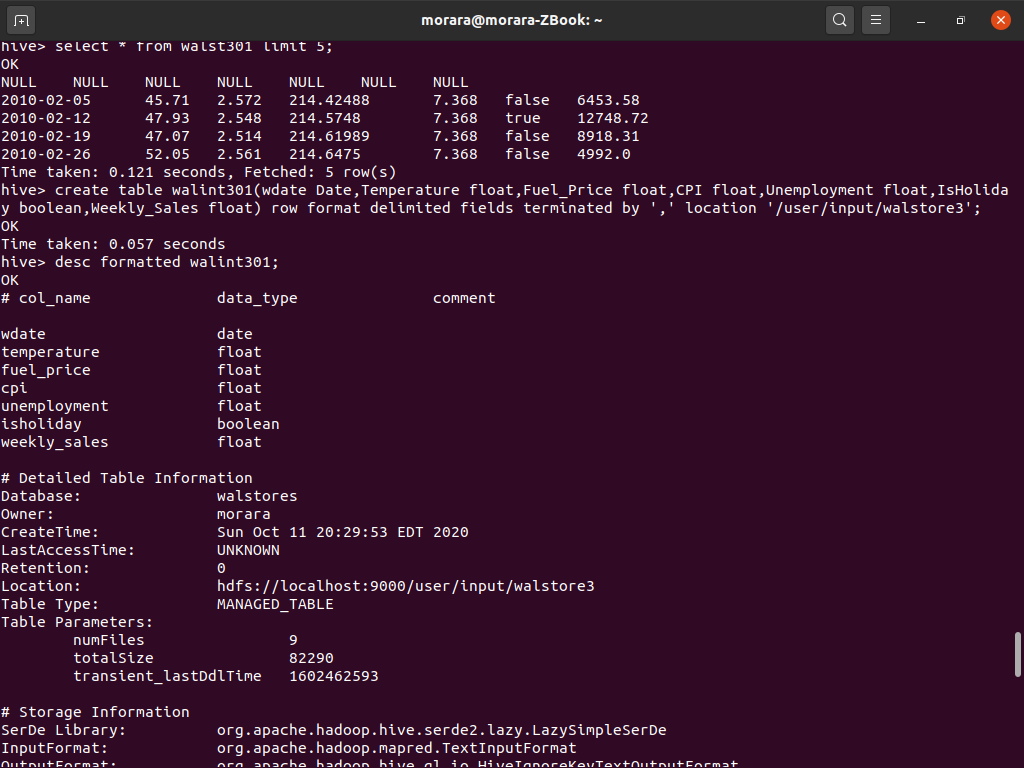 morara@morara-ZBook: ~
hive> select * from walst301 limit 5;
OK
NULL    NULL    NULL    NULL    NULL    NULL    NULL
2010-02-05      45.71   2.572   214.42488       7.368   false   6453.58
2010-02-12      47.93   2.548   214.5748        7.368   true    12748.72
2010-02-19      47.07   2.514   214.61989       7.368   false   8918.31
2010-02-26      52.05   2.561   214.6475        7.368   false   4992.0
Time taken: 0.121 seconds, Fetched: 5 row(s)
hive> create table walint301(wdate Date,Temperature float,Fuel_Price float,CPI float,Unemployment float,IsHolida
y boolean,Weekly_Sales float) row format delimited fields terminated by ',' location '/user/input/walstore3';
OK
Time taken: 0.057 seconds
hive> desc formatted walint301;
OK
# col_name              data_type               comment
wdate                   date
temperature             float
fuel_price              float
cpi                     float
unemployment            float
isholiday               boolean
weekly_sales            float
# Detailed Table Information
Database:               walstores
Owner:                  morara
CreateTime:             Sun Oct 11 20:29:53 EDT 2020
LastAccessTime:         UNKNOWN
Retention:              0
Location:               hdfs://localhost:9000/user/input/walstore3
Table Type:             MANAGED_TABLE
Table Parameters:
        numFiles                9
        totalSize               82290
        transient_lastDdlTime   1602462593
# Storage Information
SerDe Library:          org.apache.hadoop.hive.serde2.lazy.LazySimpleSerDe
InputFormat:            org.apache.hadoop.mapred.TextInputFormat
OutputFormat:           org.apache.hadoop.hive.ql.io.HiveIgnoreKeyTextOutputFormat